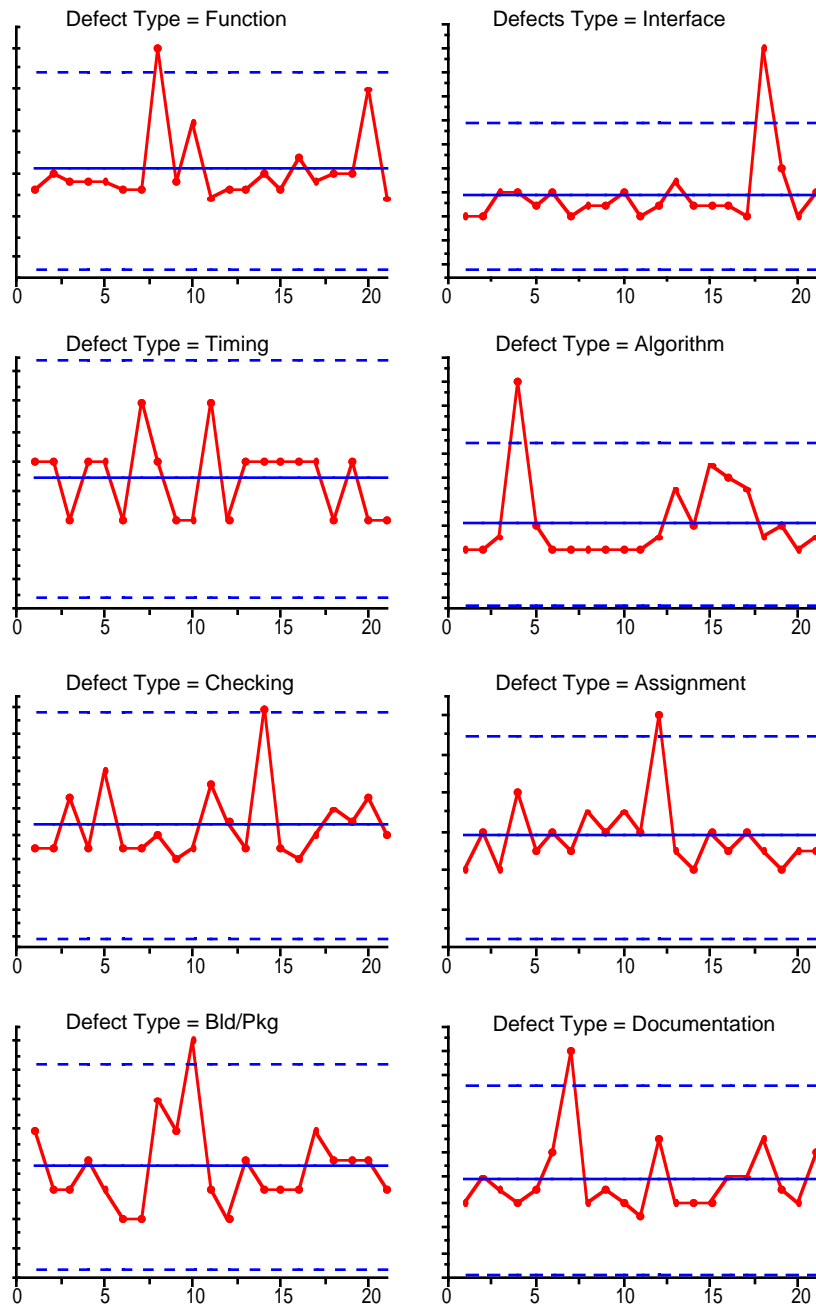 Defect Type = Function
0 5 10 15 20
Defects Type = Interface
0 5 10 15 20
Defect Type = Timing
0 5 10 15 20
Defect Type = Algorithm
0 5 10 15 20
Defect Type = Checking
0 5 10 15 20
Defect Type = Assignment
0 5 10 15 20
Defect Type = Bld/Pkg
0 5 10 15 20
Defect Type = Documentation
0 5 10 15 20